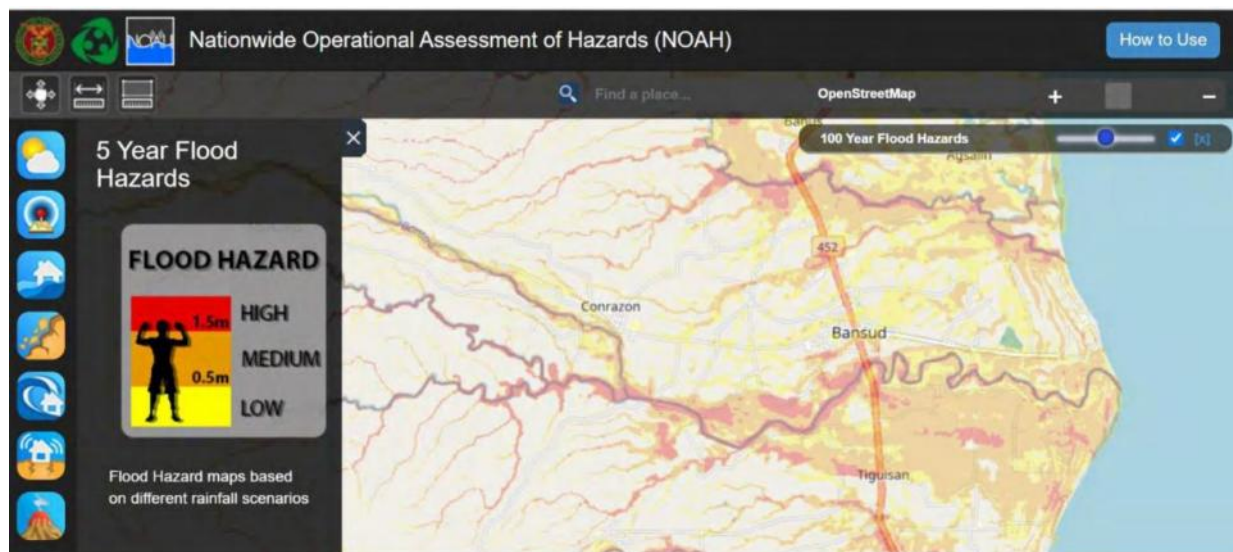 NOAH
Nationwide Operational Assessment of Hazards (NOAH)
How to Use
Find a place...
OpenStreetMap
+
−
5 Year Flood
Hazards
×
100 Year Flood Hazards
[x]
FLOOD HAZARD
1.5m
HIGH
MEDIUM
0.5m
LOW
Flood Hazard maps based
on different rainfall scenarios
452
Conrazon
Bansud
Tiguisan